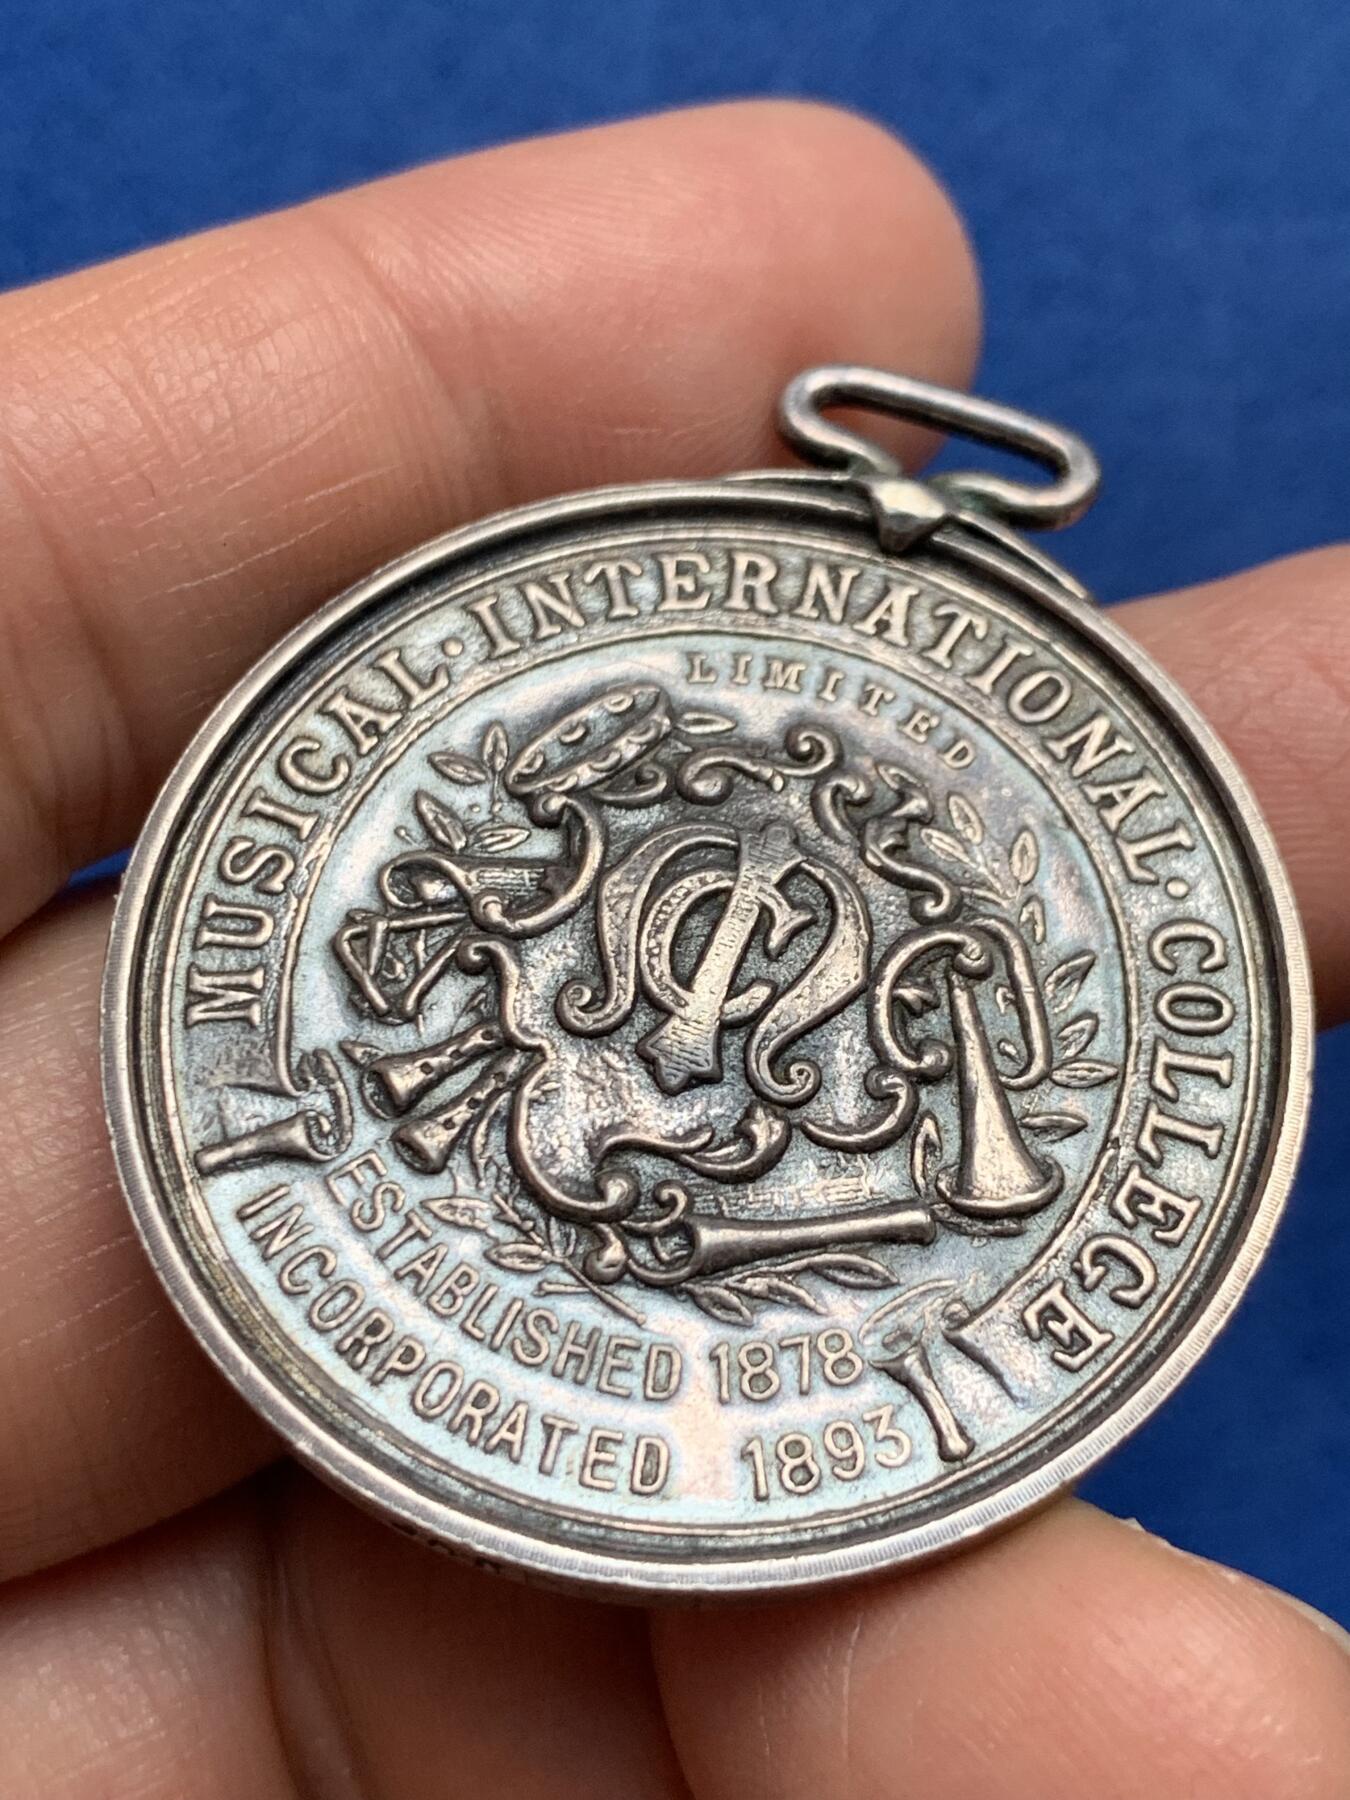 MUSICAL · INTERNATIONAL · COLLEGE
LIMITED
ESTABLISHED 1878
INCORPORATED 1893